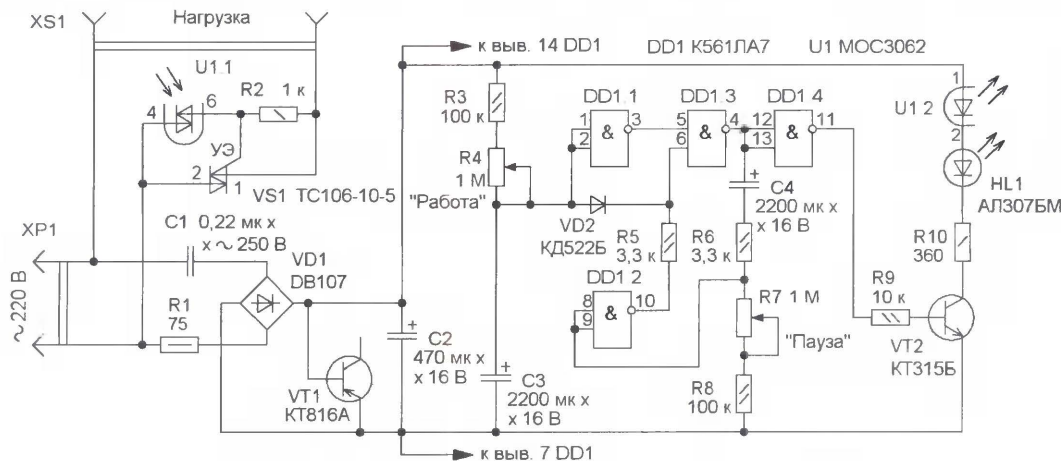 XS1
Нагрузка
к выв. 14 DD1
DD1 К561ЛА7
U1 МОС3062
U1.1
4
6
R2
1 к
УЭ
2
1
VS1 ТС106-10-5
R3
100 к
R4
1 М
"Работа"
DD1.1
1
2
&
3
DD1.3
5
6
&
4
DD1.4
12
13
&
11
1
U1.2
2
HL1
АЛ307БМ
C4
2200 мк х
х 16 В
VD2
КД522Б
R5
3,3 к
R6
3,3 к
R10
360
XP1
~220 В
C1
0,22 мк х
х ~ 250 В
VD1
DB107
R1
75
DD1.2
8
9
&
10
R7 1 М
"Пауза"
R9
10 к
VT2
КТ315Б
C2
470 мк х
х 16 В
VT1
КТ816А
C3
2200 мк х
х 16 В
R8
100 к
к выв. 7 DD1